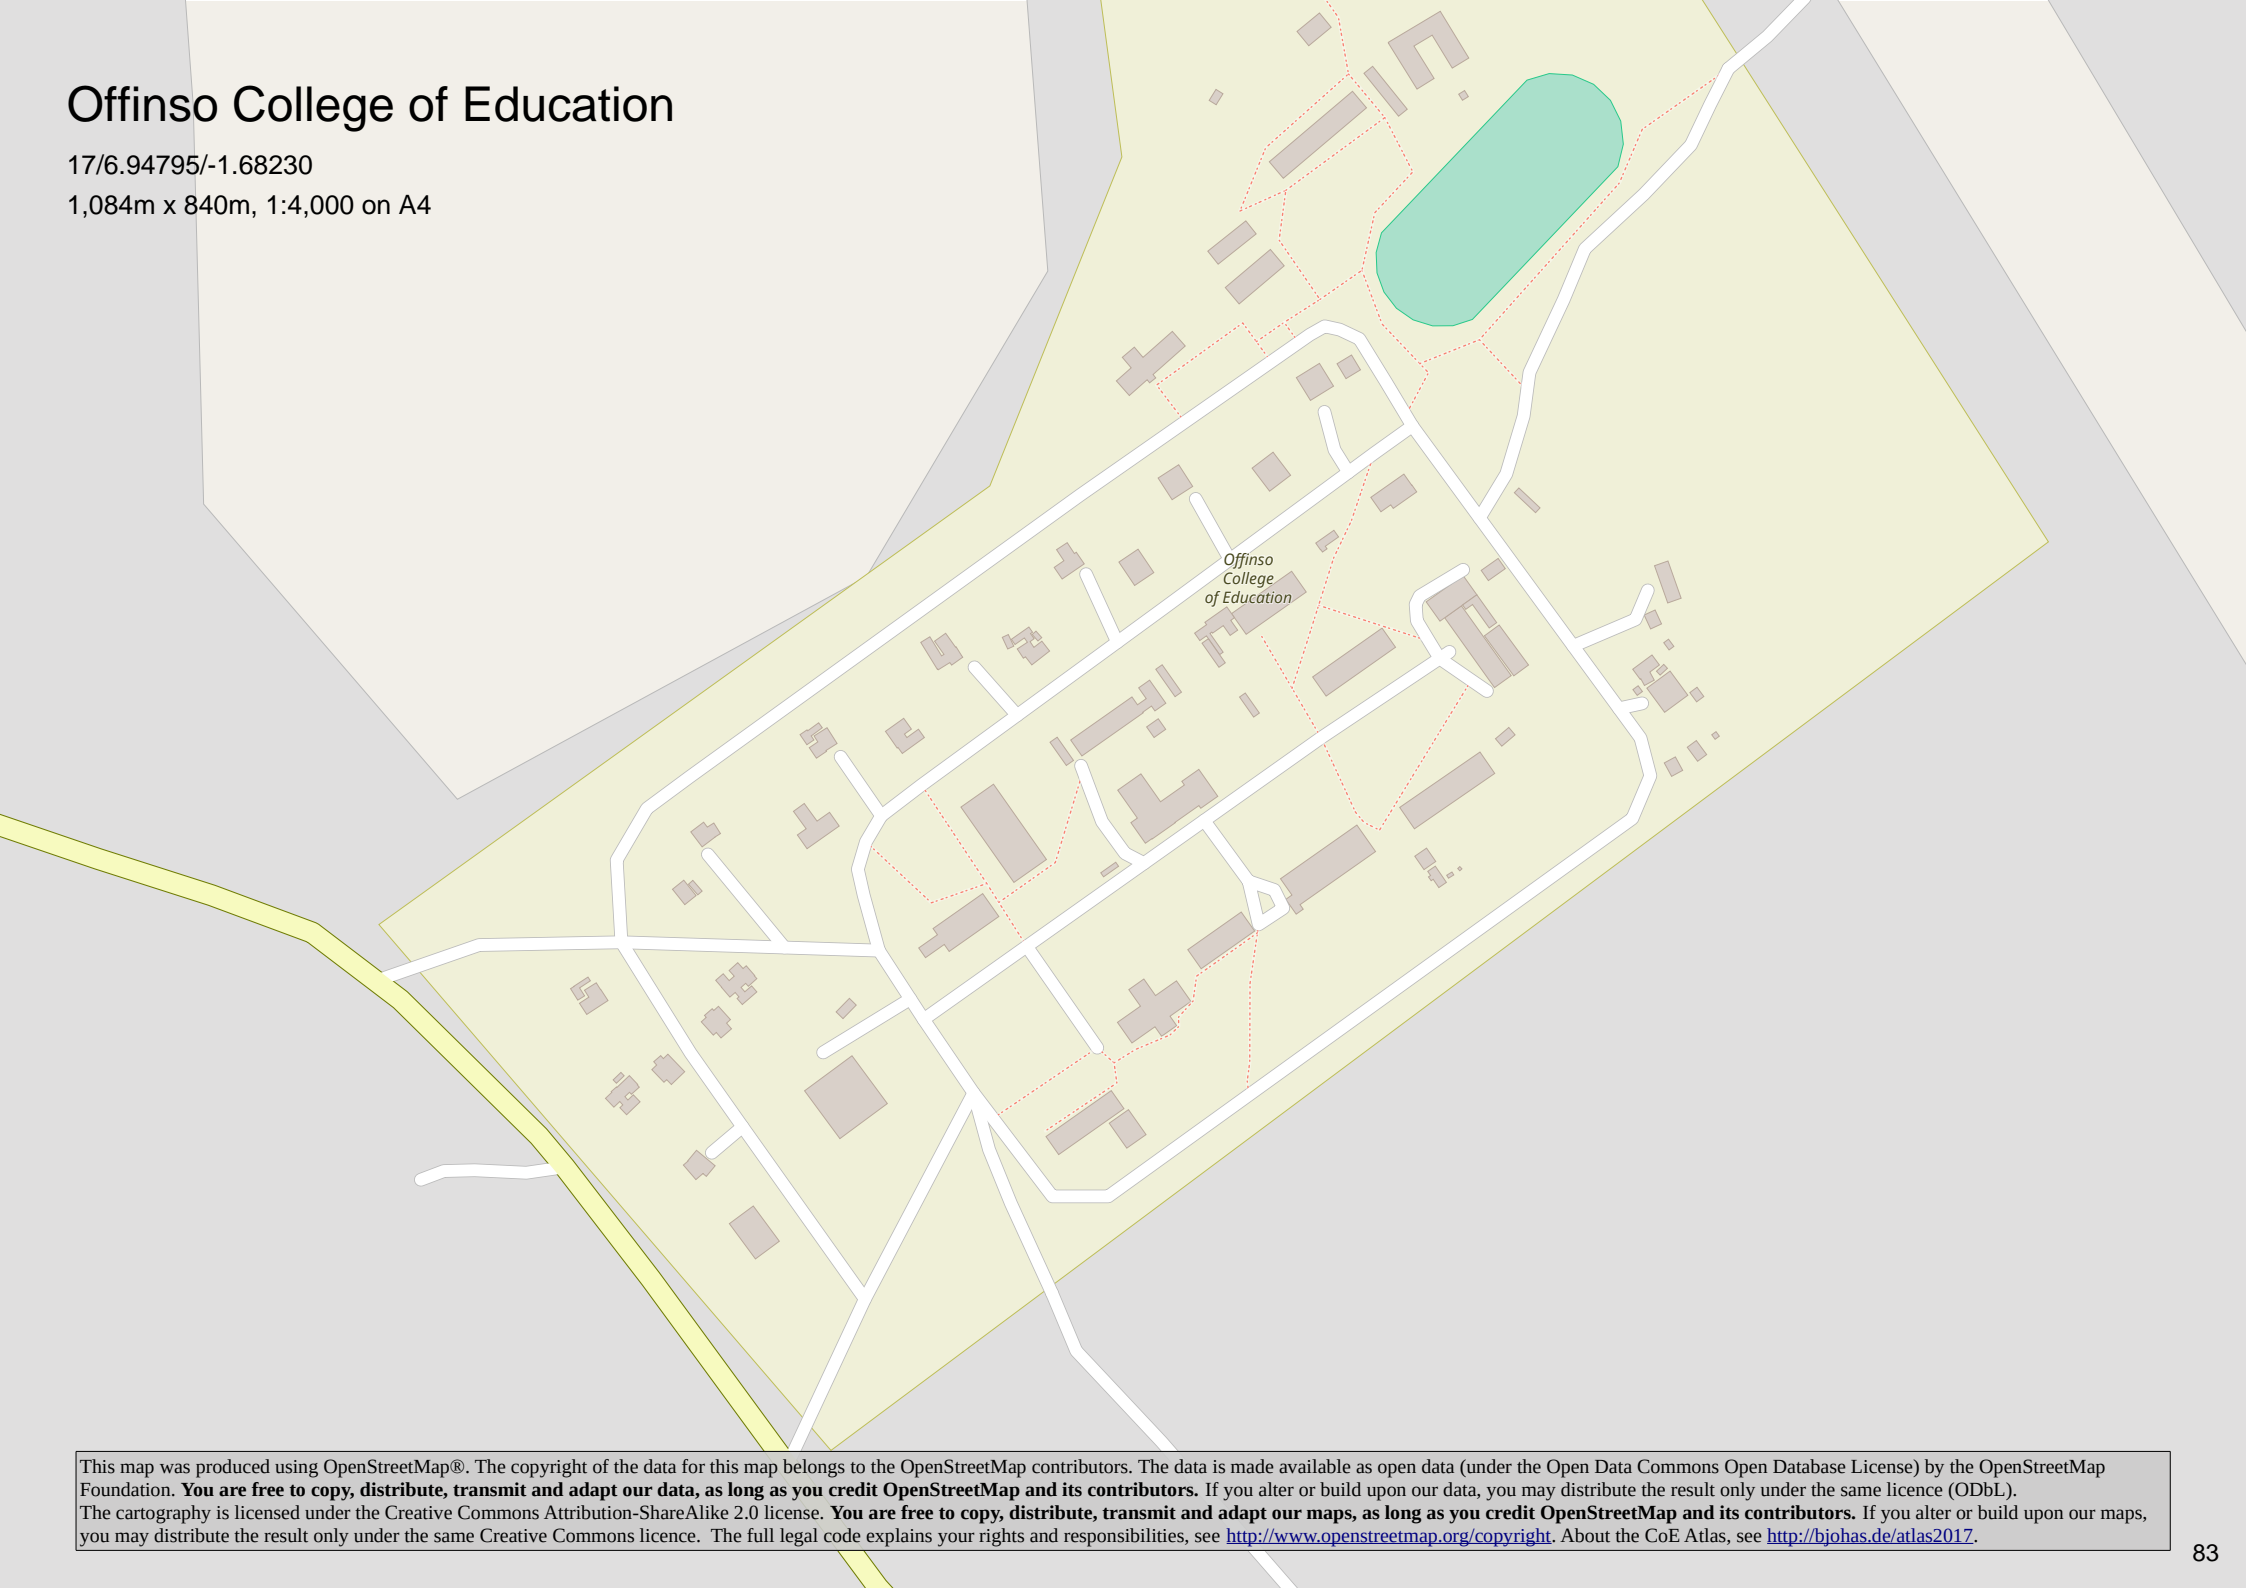 Offinso College of Education
17/6.94795/-1.68230
1,084m x 840m, 1:4,000 on A4
Offinso
College
of Education
This map was produced using OpenStreetMap®. The copyright of the data for this map belongs to the OpenStreetMap contributors. The data is made available as open data (under the Open Data Commons Open Database License) by the OpenStreetMap
Foundation. You are free to copy, distribute, transmit and adapt our data, as long as you credit OpenStreetMap and its contributors. If you alter or build upon our data, you may distribute the result only under the same licence (ODbL).
The cartography is licensed under the Creative Commons Attribution-ShareAlike 2.0 license. You are free to copy, distribute, transmit and adapt our maps, as long as you credit OpenStreetMap and its contributors. If you alter or build upon our maps,
you may distribute the result only under the same Creative Commons licence. The full legal code explains your rights and responsibilities, see http://www.openstreetmap.org/copyright. About the CoE Atlas, see http://bjohas.de/atlas2017.
83